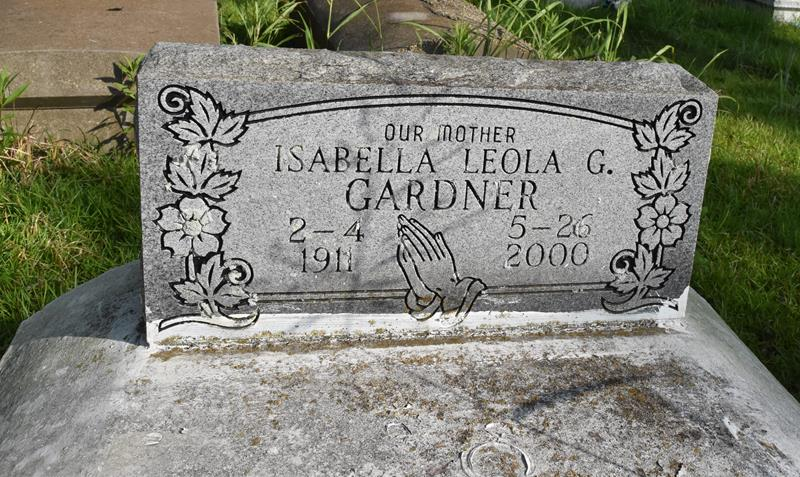 OUR MOTHER
ISABELLA LEOLA G.
GARDNER
2-4 5-26
1911 2000